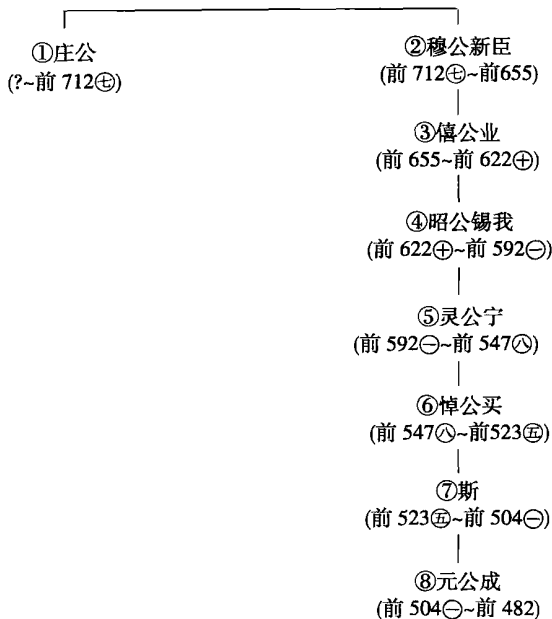 ①庄公
(?~前 712㊆)
②穆公新臣
(前 712㊆~前655)
③僖公业
(前 655~前 622㊉)
④昭公锡我
(前 622㊉~前 592㊀)
⑤灵公宁
(前 592㊀~前 547㊇)
⑥悼公买
(前 547㊇~前523㊄)
⑦斯
(前 523㊄~前 504㊀)
⑧元公成
(前 504㊀~前 482)